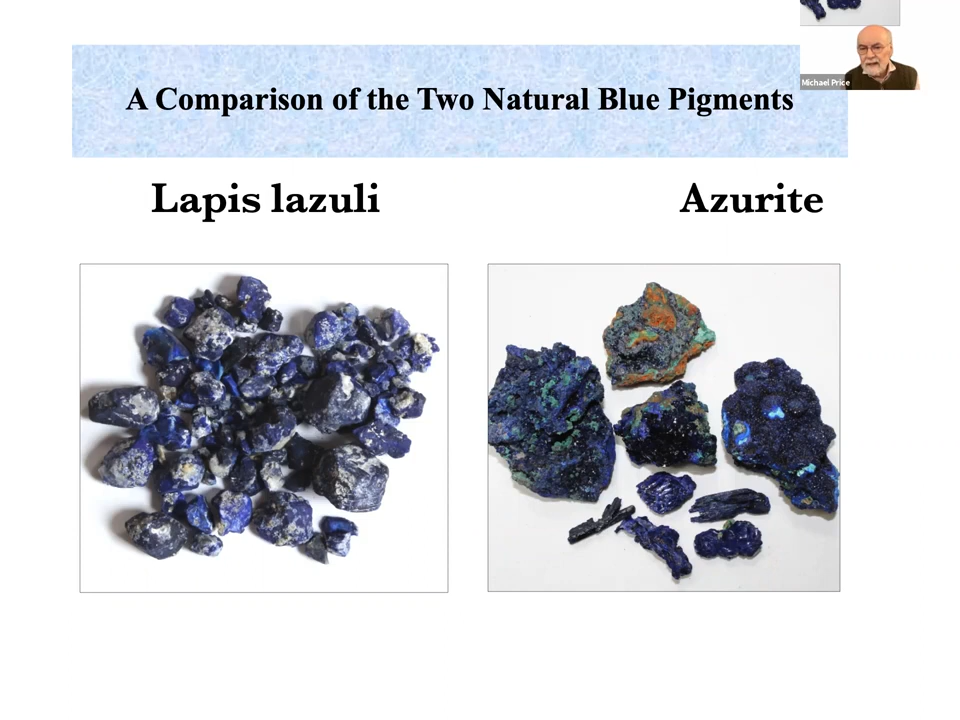 Michael Price
A Comparison of the Two Natural Blue Pigments
Lapis lazuli
Azurite